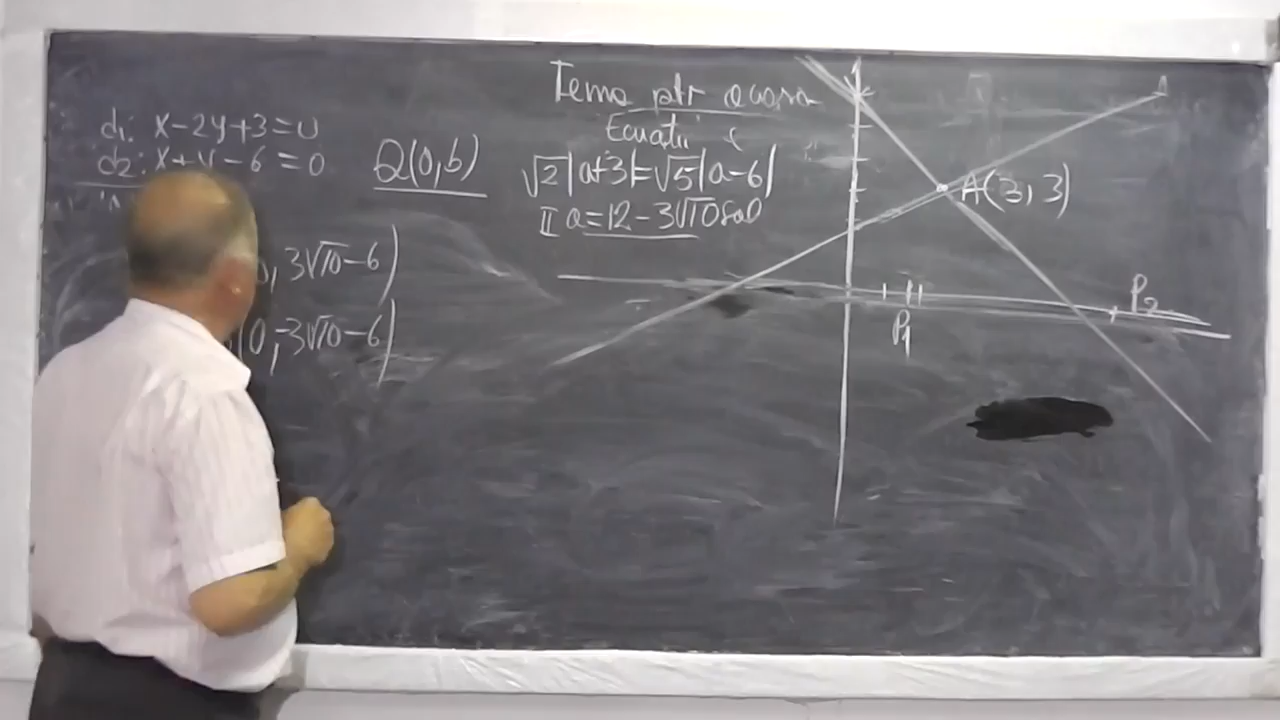 Tema ptr acasa
Ecuatii
d1: x-2y+3=0
d2: x+y-6=0
Q(0,b)
√2|a+3|=√5|a-6|
II a=12-3√10 sau
0, 3√10-6)
(0,-3√10-6)
A(3,3)
P1
P2